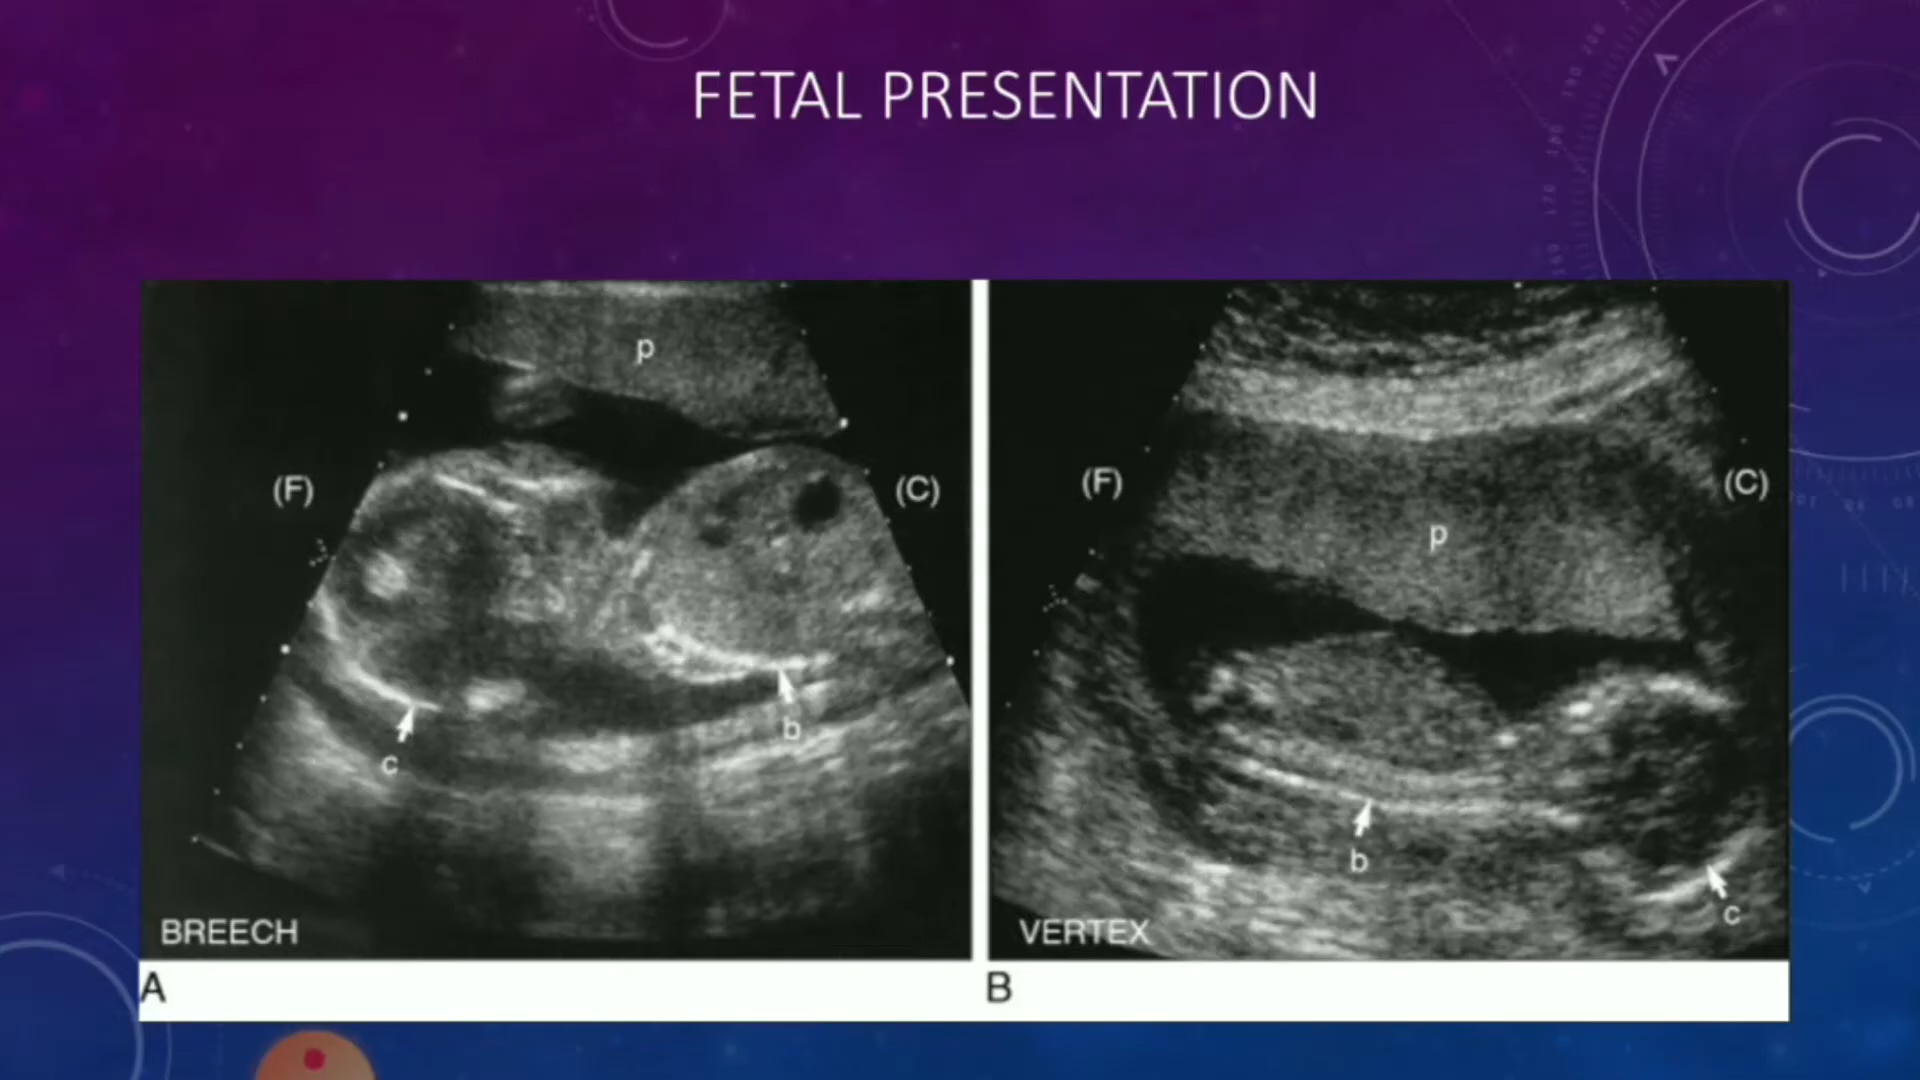 FETAL PRESENTATION
p
(F)
(C)
b
c
BREECH
A
(F)
(C)
p
b
c
VERTEX
B